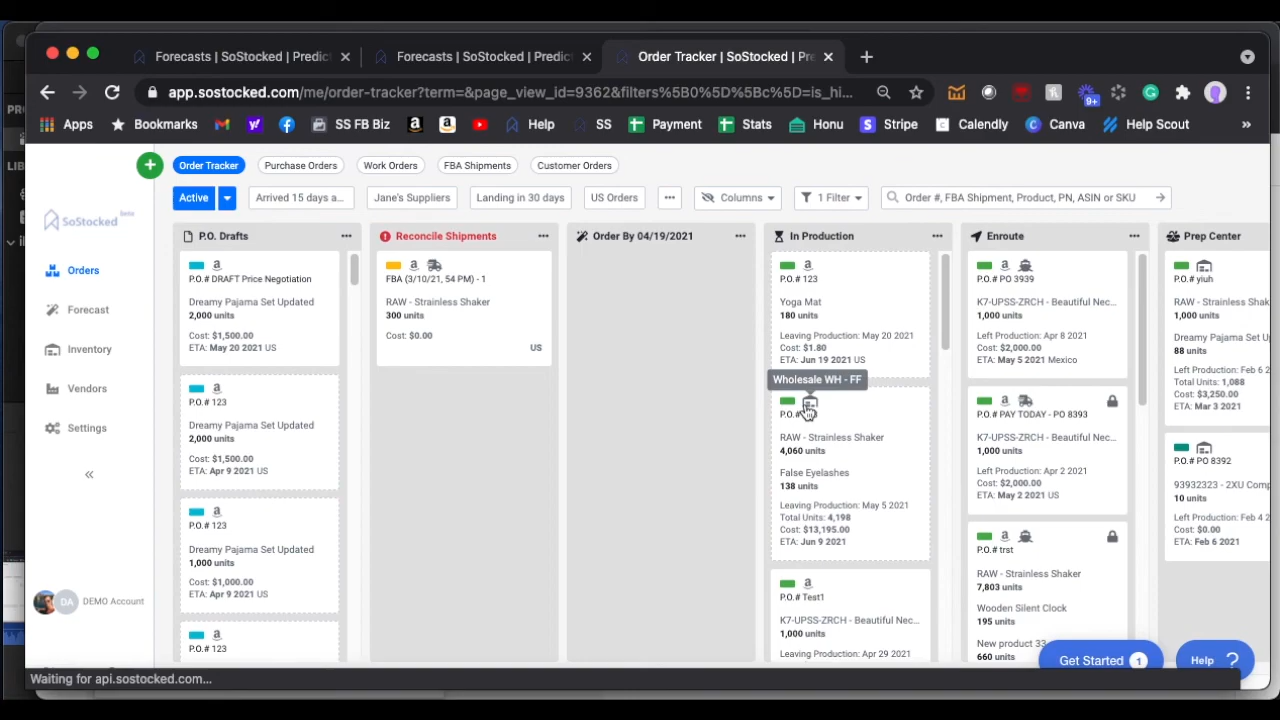 Forecasts | SoStocked | Predic
Forecasts | SoStocked | Predic
Order Tracker | SoStocked | Pre
app.sostocked.com/me/order-tracker?term=&page_view_id=9362&filters%5B0%5D%5Bc%5D=is_hi...
Apps
Bookmarks
SS FB Biz
Help
SS
Payment
Stats
Honu
Stripe
Calendly
Canva
Help Scout
»
9+
LIB
SoStocked beta
Orders
Forecast
Inventory
Vendors
Settings
«
DA
DEMO Account
Order Tracker
Purchase Orders
Work Orders
FBA Shipments
Customer Orders
Active
Arrived 15 days a...
Jane's Suppliers
Landing in 30 days
US Orders
...
Columns
1 Filter
Order #, FBA Shipment, Product, PN, ASIN or SKU
P.O. Drafts
P.O.# DRAFT Price Negotiation
Dreamy Pajama Set Updated
2,000 units
Cost: $1,500.00
ETA: May 20 2021 US
P.O.# 123
Dreamy Pajama Set Updated
2,000 units
Cost: $1,500.00
ETA: Apr 9 2021 US
P.O.# 123
Dreamy Pajama Set Updated
1,000 units
Cost: $1,000.00
ETA: Apr 9 2021 US
P.O.# 123
Reconcile Shipments
FBA (3/10/21, 54 PM) - 1
RAW - Strainless Shaker
300 units
Cost: $0.00
US
Order By 04/19/2021
In Production
P.O.# 123
Yoga Mat
180 units
Leaving Production: May 20 2021
Cost: $1.80
ETA: Jun 19 2021 US
Wholesale WH - FF
P.O.#
RAW - Strainless Shaker
4,060 units
False Eyelashes
138 units
Leaving Production: May 5 2021
Total Units: 4,198
Cost: $13,195.00
ETA: Jun 9 2021
P.O.# Test1
K7-UPSS-ZRCH - Beautiful Nec...
1,000 units
Leaving Production: Apr 29 2021
Enroute
P.O.# PO 3939
K7-UPSS-ZRCH - Beautiful Nec...
1,000 units
Left Production: Apr 8 2021
Cost: $2,000.00
ETA: May 5 2021 Mexico
P.O.# PAY TODAY - PO 8393
K7-UPSS-ZRCH - Beautiful Nec...
1,000 units
Left Production: Apr 2 2021
Cost: $2,000.00
ETA: May 2 2021 US
P.O.# trst
RAW - Strainless Shaker
7,803 units
Wooden Silent Clock
195 units
New product 33
660 units
Prep Center
P.O.# yiuh
RAW - Strainless Shak
1,000 units
Dreamy Pajama Set U
88 units
Left Production: Feb 6 2
Total Units: 1,088
Cost: $3,250.00
ETA: Mar 3 2021
P.O.# PO 8392
93932323 - 2XU Comp
10 units
Left Production: Feb 4 2
Cost: $0.00
ETA: Feb 6 2021
Get Started 1
Help ?
Waiting for api.sostocked.com...